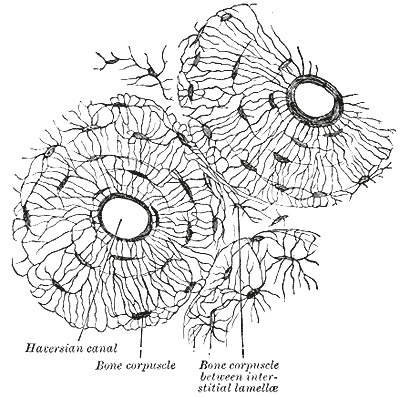 Haversian canal
Bone corpuscle
Bone corpuscle
between inter-
stitial lamellæ